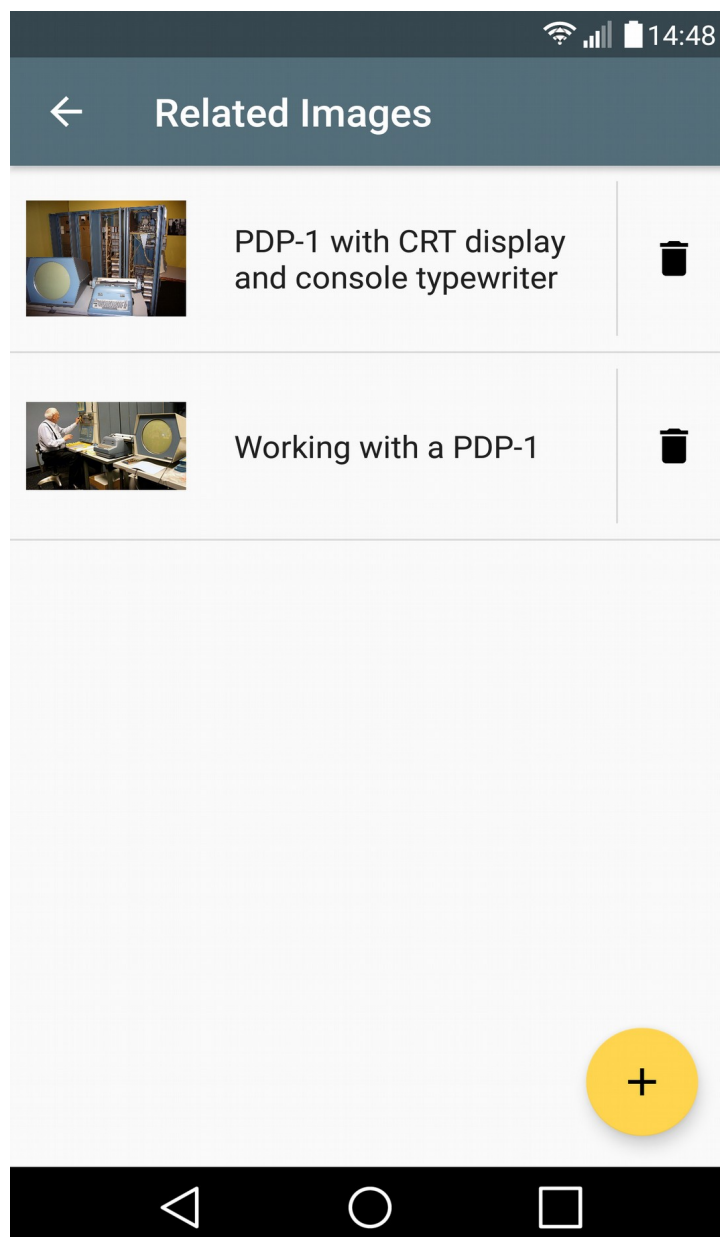 14:48
Related Images
PDP-1 with CRT display
and console typewriter
Working with a PDP-1